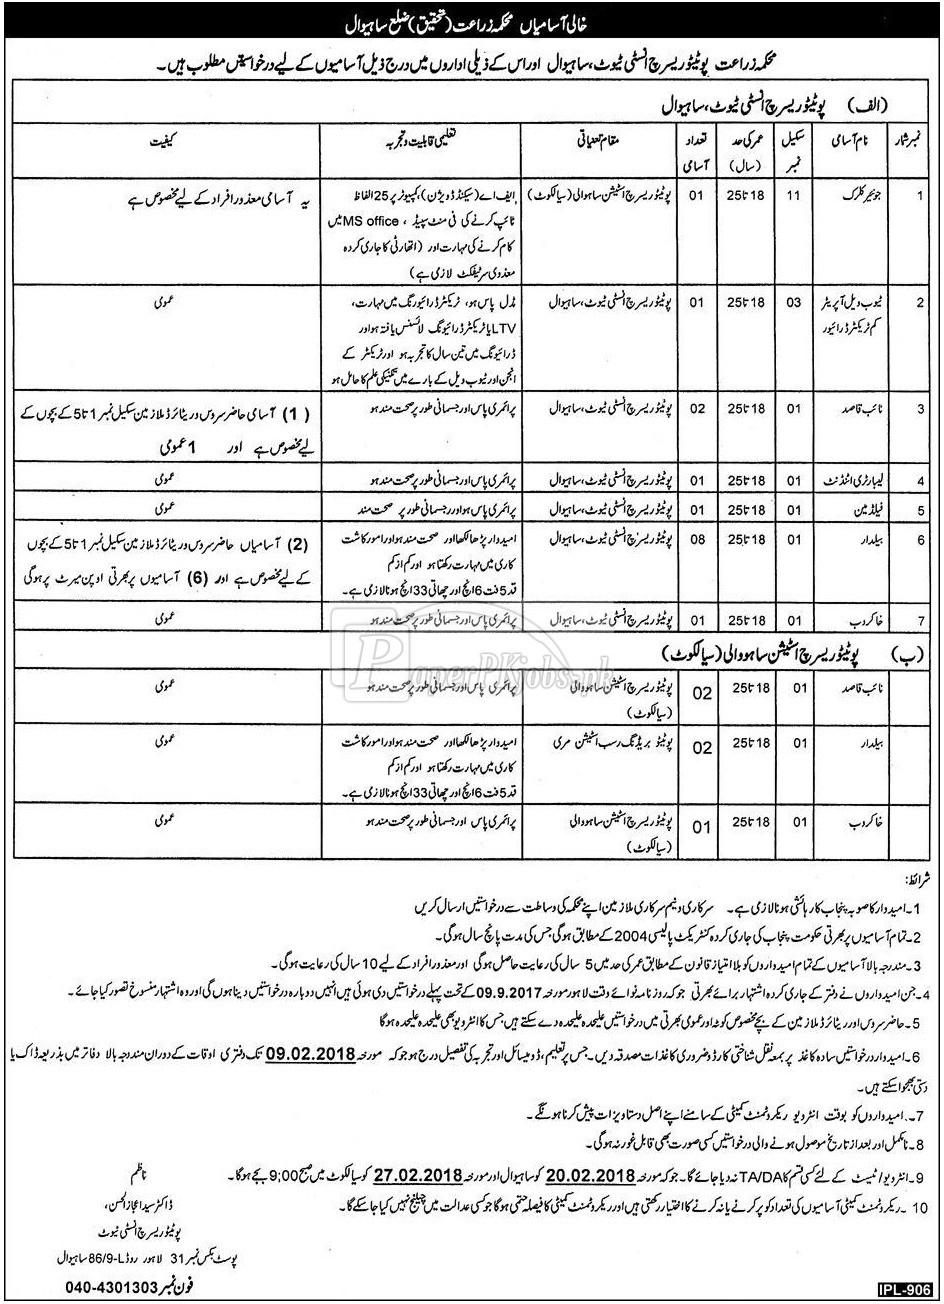 خالی آسامیاں محکمہ زراعت (تحقیق) ضلع ساہیوال
محکمہ زراعت پوٹیٹو ریسرچ انسٹی ٹیوٹ، ساہیوال اور اس کے ذیلی اداروں میں درج ذیل آسامیوں کے لیے درخواستیں مطلوب ہیں۔
(الف) پوٹیٹو ریسرچ انسٹی ٹیوٹ، ساہیوال
نمبر شمار نام آسامی سکیل نمبر عمر کی حد (سال) تعداد آسامی مقام تعیناتی تعلیمی قابلیت و تجربہ کیفیت
1 جونیئر کلرک 11 18 تا 25 01 پوٹیٹو ریسرچ اسٹیشن ساہووالی (سیالکوٹ) ایف اے (سیکنڈ ڈویژن)، کمپیوٹر پر 25 الفاظ یہ آسامی معذور افراد کے لیے مخصوص ہے
ٹائپ کرنے کی فی منٹ سپیڈ ، MS office میں
کام کرنے کی مہارت اور (اتھارٹی کا جاری کردہ
معذوری سرٹیفکٹ لازمی ہے)
2 ٹیوب ویل آپریٹر 03 18 تا 25 01 پوٹیٹو ریسرچ انسٹی ٹیوٹ، ساہیوال مڈل پاس ہو، ٹریکٹر ڈرائیورنگ میں مہارت، عمومی
کم ٹریکٹر ڈرائیور LTV یا ٹریکٹر ڈرائیونگ لائسنس یافتہ ہو اور
ڈرائیونگ میں تین سال کا تجربہ ہو اور ٹریکٹر کے
انجن اور ٹیوب ویل کے بارے میں تکنیکی علم کا حامل ہو
3 نائب قاصد 01 18 تا 25 02 پوٹیٹو ریسرچ انسٹی ٹیوٹ، ساہیوال پرائمری پاس اور جسمانی طور پر صحت مند ہو (1) آسامی حاضر سروس و ریٹائرڈ ملازمین سکیل نمبر 1 تا 5 کے بچوں کے
لیے مخصوص ہے اور 1 عمومی
4 لیبارٹری اٹنڈنٹ 01 18 تا 25 01 پوٹیٹو ریسرچ انسٹی ٹیوٹ، ساہیوال پرائمری پاس اور جسمانی طور پر صحت مند ہو عمومی
5 فیلڈ مین 01 18 تا 25 01 پوٹیٹو ریسرچ انسٹی ٹیوٹ، ساہیوال پرائمری پاس ہو اور جسمانی طور پر صحت مند عمومی
6 بیلدار 01 18 تا 25 08 پوٹیٹو ریسرچ انسٹی ٹیوٹ، ساہیوال امیدوار پڑھا لکھا اور صحت مند ہو اور امور کاشت (2) آسامیاں حاضر سروس و ریٹائرڈ ملازمین سکیل نمبر 1 تا 5 کے بچوں
کاری میں مہارت رکھتا ہو اور کم از کم کے لیے مخصوص ہے اور (6) آسامیوں پر بھرتی اوپن میرٹ پر ہوگی
قد 5 فٹ 6 انچ اور چھاتی 33 انچ ہونا لازمی ہے۔
7 خاکروب 01 18 تا 25 01 پوٹیٹو ریسرچ انسٹی ٹیوٹ، ساہیوال پرائمری پاس اور جسمانی طور پر صحت مند ہو عمومی
PaperPkjobs.pk
(ب) پوٹیٹو ریسرچ اسٹیشن ساہووالی (سیالکوٹ)
نائب قاصد 01 18 تا 25 02 پوٹیٹو ریسرچ اسٹیشن ساہووالی پرائمری پاس اور جسمانی طور پر صحت مند ہو عمومی
(سیالکوٹ)
بیلدار 01 18 تا 25 02 پوٹیٹو بریڈنگ سب اسٹیشن مری امیدوار پڑھا لکھا اور صحت مند ہو اور امور کاشت عمومی
کاری میں مہارت رکھتا ہو اور کم از کم
قد 5 فٹ 6 انچ اور چھاتی 33 انچ ہونا لازمی ہے۔
خاکروب 01 18 تا 25 01 پوٹیٹو ریسرچ اسٹیشن ساہووالی پرائمری پاس اور جسمانی طور پر صحت مند ہو عمومی
(سیالکوٹ)
شرائط:
1۔ امیدوار کا صوبہ پنجاب کا رہائشی ہونا لازمی ہے۔ سرکاری و نیم سرکاری ملازمین اپنے محکمہ کی وساطت سے درخواستیں ارسال کریں
2۔ تمام آسامیوں پر بھرتی حکومت پنجاب کی جاری کردہ کنٹریکٹ پالیسی 2004 کے مطابق ہوگی جس کی مدت پانچ سال ہوگی۔
3۔ مندرجہ بالا آسامیوں کے تمام امیدواروں کو بلا امتیاز قانون کے مطابق عمر کی حد میں 5 سال کی رعایت حاصل ہوگی اور معذور افراد کے لیے 10 سال کی رعایت ہوگی۔
4۔ جن امیدواروں نے دفتر کے جاری کردہ اشتہار برائے بھرتی جو کہ روزنامہ نوائے وقت لاہور مورخہ 09.9.2017 کے تحت پہلے درخواستیں دی ہوئی ہیں انہیں دوبارہ درخواستیں دینا ہوں گی اور وہ اشتہار منسوخ تصور کیا جائے۔
5۔ حاضر سروس اور ریٹائرڈ ملازمین کے بچے مخصوص کوٹہ اور عمومی بھرتی میں درخواستیں علیحدہ علیحدہ دے سکتے ہیں جس کا انٹرویو بھی علیحدہ علیحدہ ہوگا
6۔ امیدوار درخواستیں سادہ کاغذ پر بمعہ نقل شناختی کارڈ و ضروری کاغذات مصدقہ دیں۔ جس پر تعلیم، ڈومیسائل اور تجربہ کی تفصیل درج ہو جو کہ مورخہ 09.02.2018 تک دفتری اوقات کے دوران مندرجہ بالا دفاتر میں بذریعہ ڈاک یا
دستی بھجوا سکتے ہیں۔
7۔ امیدواروں کو بوقت انٹرویو ریکروٹمنٹ کمیٹی کے سامنے اپنے اصل دستاویزات پیش کرنا ہونگے۔
8۔ نامکمل اور بعد از تاریخ موصول ہونے والی درخواستیں کسی صورت بھی قابل غور نہ ہوگی۔
9۔ انٹرویو/ٹیسٹ کے لئے کسی قسم کا TA/DA نہ دیا جائے گا۔ جو کہ مورخہ 20.02.2018 کو ساہیوال اور مورخہ 27.02.2018 کو سیالکوٹ میں صبح 9:00 بجے ہوگا۔
10۔ ریکروٹمنٹ کمیٹی آسامیوں کی تعداد کو پر کرنے یا نہ کرنے کا اختیار رکھتی ہیں اور ریکروٹمنٹ کمیٹی کا فیصلہ حتمی ہوگا جو کسی عدالت میں چیلنج نہیں کیا جا سکے گا۔
ناظم
ڈاکٹر سید اعجاز الحسن،
پوٹیٹو ریسرچ انسٹی ٹیوٹ
پوسٹ بکس نمبر 31 لاہور روڈ 86/9-L ساہیوال
فون نمبر 040-4301303
IPL-906